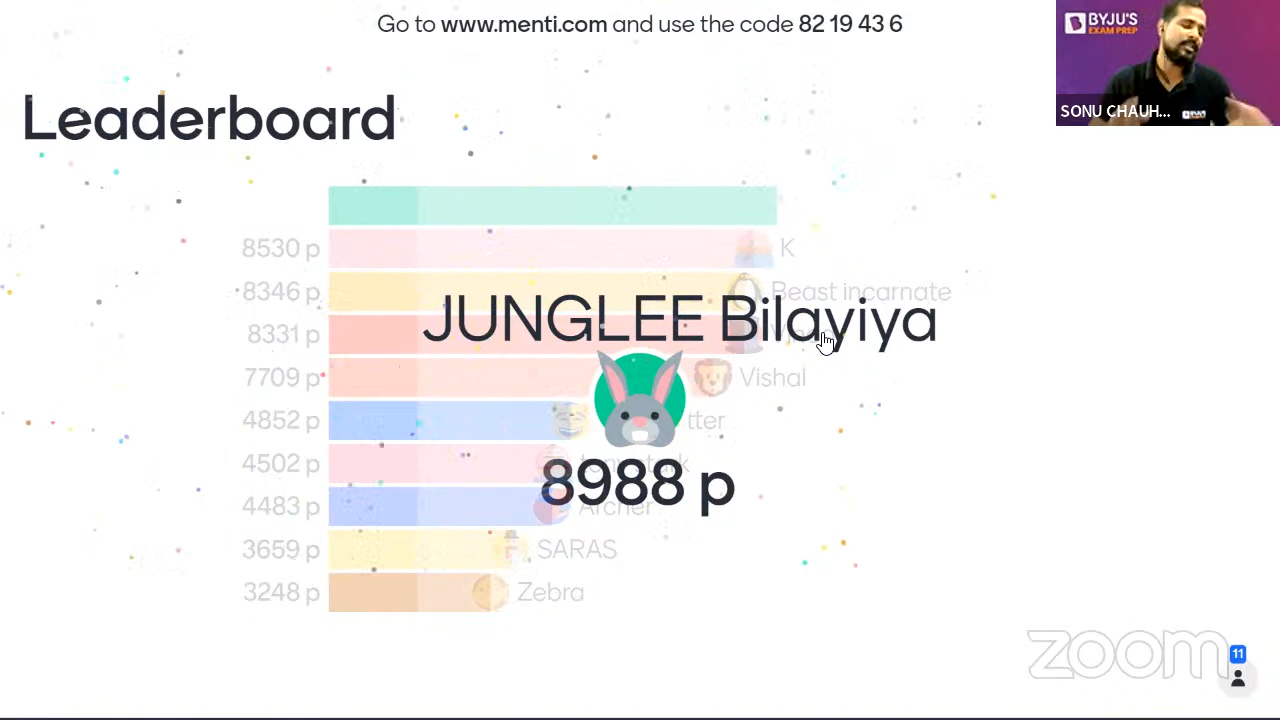 Go to www.menti.com and use the code 82 19 43 6
BYJU'S
EXAM PREP
SONU CHAUH...
BYJU'S
Leaderboard
8530 p K
8346 p Beast incarnate
JUNGLEE Bilayiya
8331 p
7709 p Vishal
4852 p tter
4502 p
8988 p
4483 p Archer
3659 p SARAS
3248 p Zebra
zoom
11